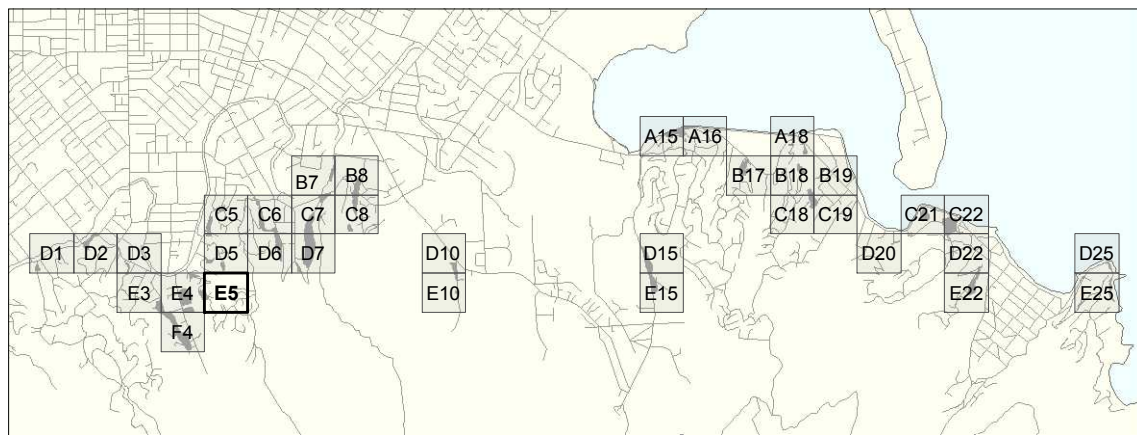 A15 A16 A18
B7 B8 B17 B18 B19
C5 C6 C7 C8 C18 C19 C21 C22
D1 D2 D3 D5 D6 D7 D10 D15 D20 D22 D25
E3 E4 E5 E10 E15 E22 E25
F4